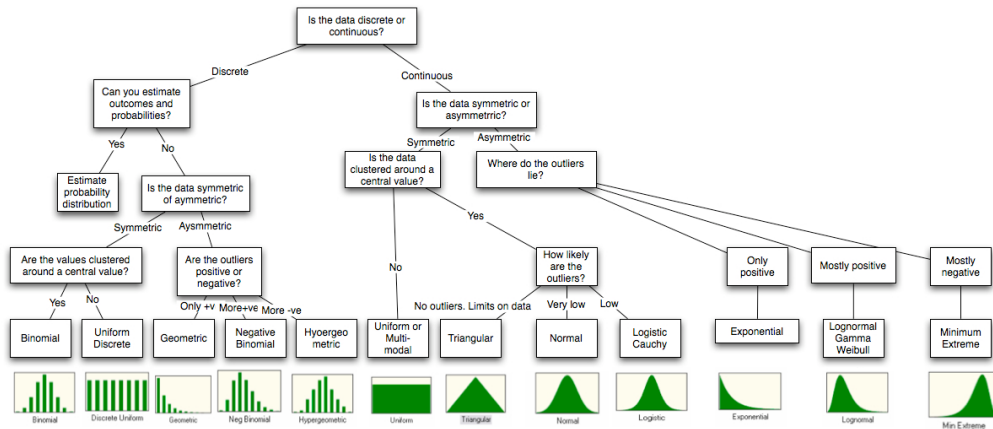 Is the data discrete or
continuous?
Discrete
Continuous
Can you estimate
outcomes and
probabilities?
Is the data symmetric or
asymmetrric?
Yes
No
Symmetric
Asymmetric
Estimate
probability
distribution
Is the data symmetric
of aymmetric?
Is the data
clustered around a
central value?
Where do the outliers
lie?
Symmetric
Aysmmetric
No
Yes
Are the values clustered
around a central value?
Are the outliers
positive or
negative?
How likely
are the
outliers?
Only
positive
Mostly positive
Mostly
negative
Yes
No
Only +v
More+ve
More -ve
No outliers. Limits on data
Very low
Low
Binomial
Uniform
Discrete
Geometric
Negative
Binomial
Hyoergeo
metric
Uniform or
Multi-
modal
Triangular
Normal
Logistic
Cauchy
Exponential
Lognormal
Gamma
Weibull
Minimum
Extreme
Binomial
Discrete Uniform
Geometric
Neg Binomial
Hypergeometric
Uniform
Triangular
Normal
Logistic
Exponential
Lognormal
Min Extreme